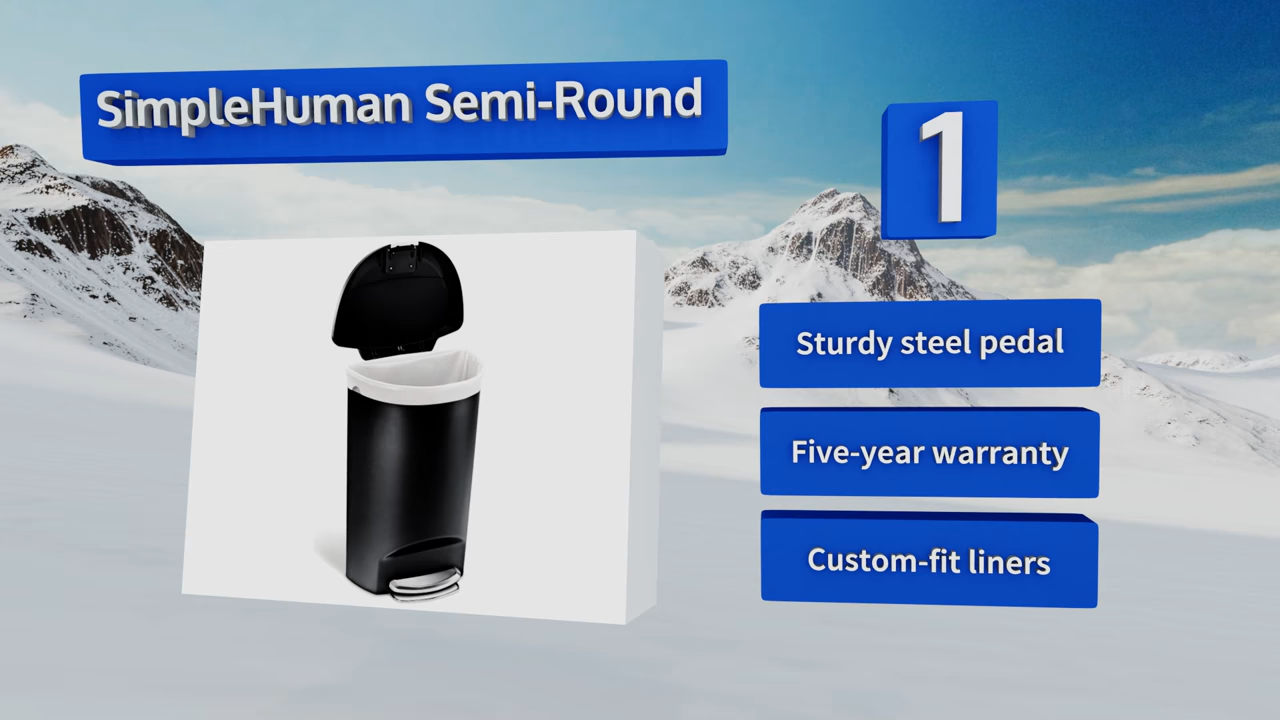 SimpleHuman Semi-Round
1
Sturdy steel pedal
Five-year warranty
Custom-fit liners